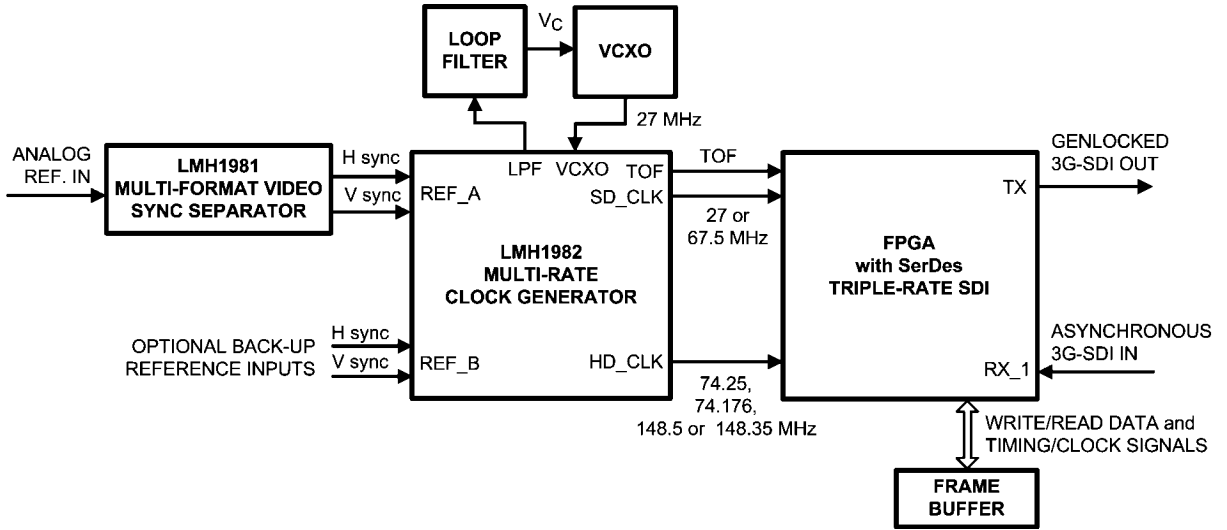 LOOP
FILTER
VC
VCXO
27 MHz
ANALOG
REF. IN
LMH1981
MULTI-FORMAT VIDEO
SYNC SEPARATOR
H sync
V sync
LPF VCXO
REF_A
TOF
SD_CLK
LMH1982
MULTI-RATE
CLOCK GENERATOR
OPTIONAL BACK-UP
REFERENCE INPUTS
H sync
V sync
REF_B
HD_CLK
TOF
27 or
67.5 MHz
74.25,
74.176,
148.5 or 148.35 MHz
FPGA
with SerDes
TRIPLE-RATE SDI
TX
RX_1
GENLOCKED
3G-SDI OUT
ASYNCHRONOUS
3G-SDI IN
WRITE/READ DATA and
TIMING/CLOCK SIGNALS
FRAME
BUFFER